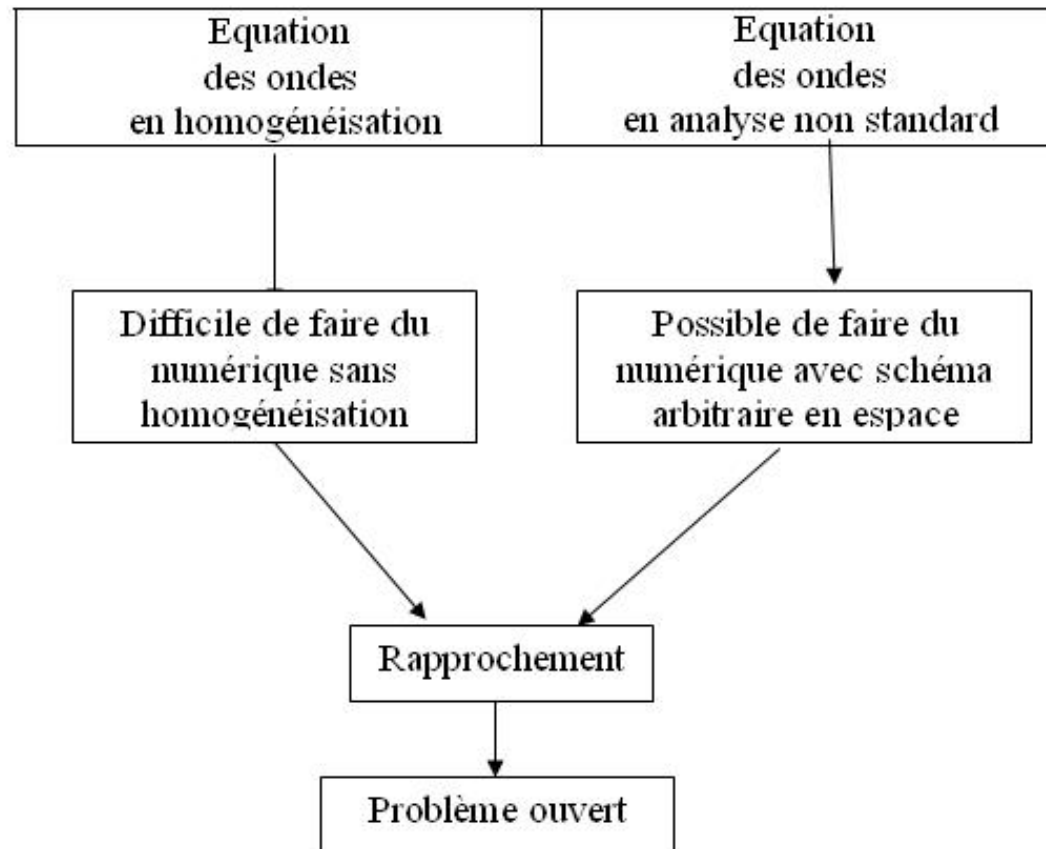 Equation
des ondes
en homogénéisation
Equation
des ondes
en analyse non standard
Difficile de faire du
numérique sans
homogénéisation
Possible de faire du
numérique avec schéma
arbitraire en espace
Rapprochement
Problème ouvert